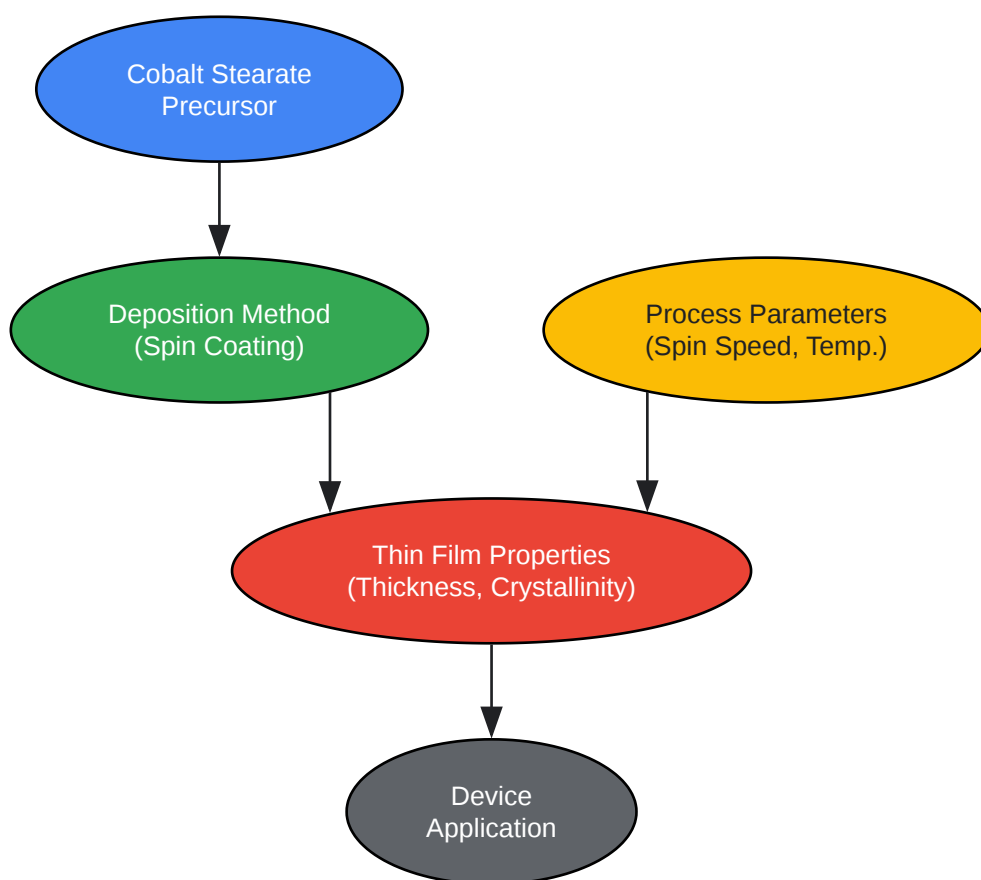 Cobalt Stearate
Precursor
Deposition Method
(Spin Coating)
Process Parameters
(Spin Speed, Temp.)
Thin Film Properties
(Thickness, Crystallinity)
Device
Application